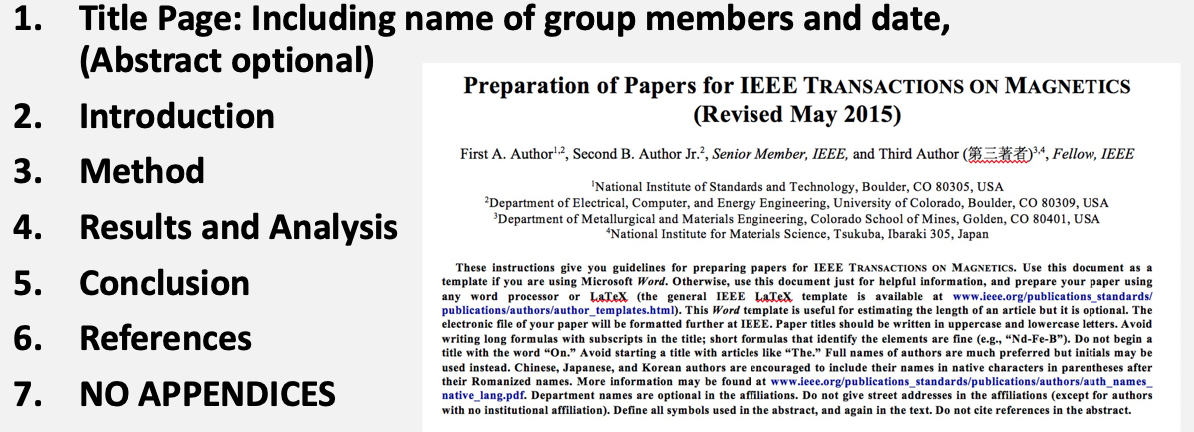 1. Title Page: Including name of group members and date,
(Abstract optional)
2. Introduction
3. Method
4. Results and Analysis
5. Conclusion
6. References
7. NO APPENDICES
Preparation of Papers for IEEE TRANSACTIONS ON MAGNETICS
(Revised May 2015)
First A. Author1,2, Second B. Author Jr.2, Senior Member, IEEE, and Third Author (第三著者)3,4, Fellow, IEEE
1National Institute of Standards and Technology, Boulder, CO 80305, USA
2Department of Electrical, Computer, and Energy Engineering, University of Colorado, Boulder, CO 80309, USA
3Department of Metallurgical and Materials Engineering, Colorado School of Mines, Golden, CO 80401, USA
4National Institute for Materials Science, Tsukuba, Ibaraki 305, Japan
These instructions give you guidelines for preparing papers for IEEE TRANSACTIONS ON MAGNETICS. Use this document as a
template if you are using Microsoft Word. Otherwise, use this document just for helpful information, and prepare your paper using
any word processor or LaTeX (the general IEEE LaTeX template is available at www.ieee.org/publications_standards/
publications/authors/author_templates.html). This Word template is useful for estimating the length of an article but it is optional. The
electronic file of your paper will be formatted further at IEEE. Paper titles should be written in uppercase and lowercase letters. Avoid
writing long formulas with subscripts in the title; short formulas that identify the elements are fine (e.g., “Nd-Fe-B”). Do not begin a
title with the word “On.” Avoid starting a title with articles like “The.” Full names of authors are much preferred but initials may be
used instead. Chinese, Japanese, and Korean authors are encouraged to include their names in native characters in parentheses after
their Romanized names. More information may be found at www.ieee.org/publications_standards/publications/authors/auth_names_
native_lang.pdf. Department names are optional in the affiliations. Do not give street addresses in the affiliations (except for authors
with no institutional affiliation). Define all symbols used in the abstract, and again in the text. Do not cite references in the abstract.